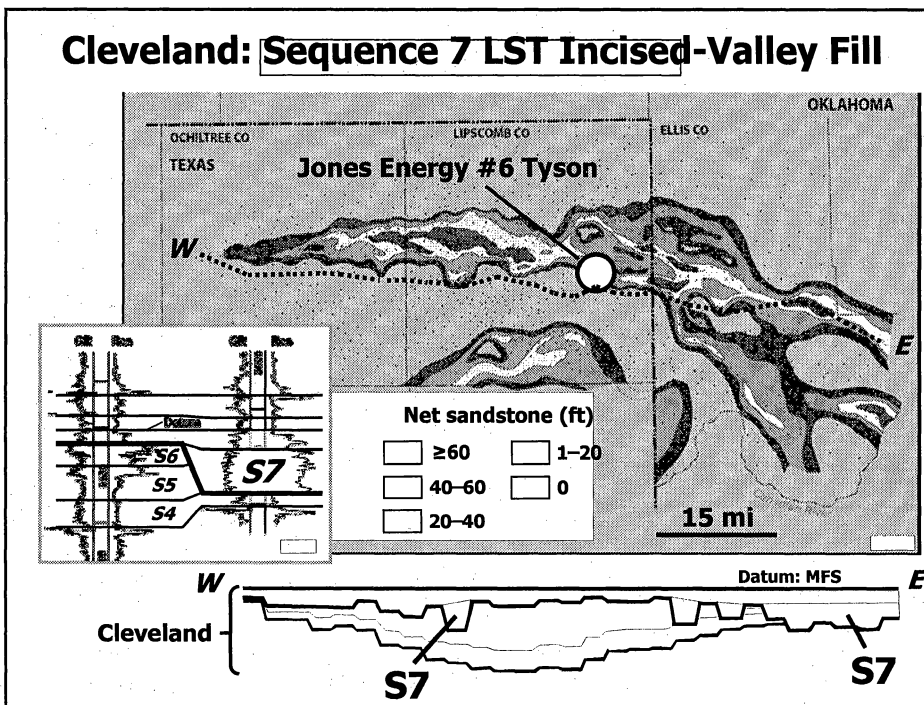 Cleveland: Sequence 7 LST Incised-Valley Fill
OKLAHOMA
OCHILTREE CO
LIPSCOMB CO
ELLIS CO
TEXAS
Jones Energy #6 Tyson
W
E
GR Res
GR Res
Datum
S6
S7
S5
S4
Net sandstone (ft)
≥60
1–20
40–60
0
20–40
15 mi
W
E
Datum: MFS
Cleveland
S7
S7